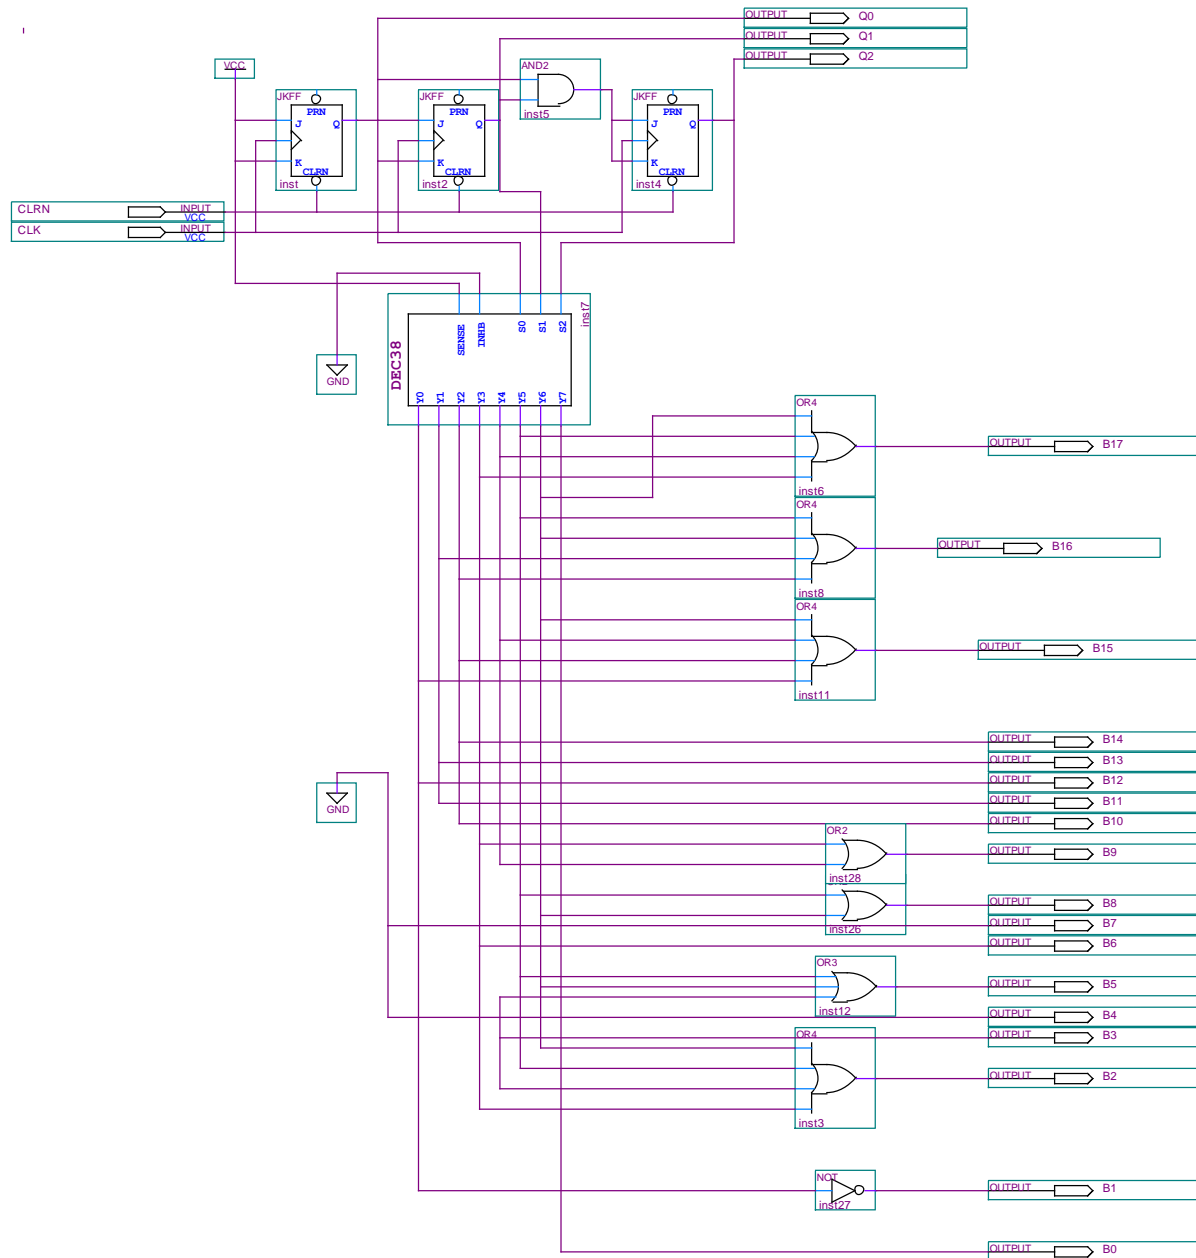 OUTPUT Q0
OUTPUT Q1
OUTPUT Q2
VCC
AND2
inst5
JKFF
PRN
J Q
K
CLRN
inst
JKFF
PRN
J Q
K
CLRN
inst2
JKFF
PRN
J Q
K
CLRN
inst4
CLRN INPUT
VCC
CLK INPUT
VCC
inst7
SENSE INHB S0 S1 S2
DEC38
Y0 Y1 Y2 Y3 Y4 Y5 Y6 Y7
GND
OR4
inst6
OUTPUT B17
OR4
inst8
OUTPUT B16
OR4
inst11
OUTPUT B15
OUTPUT B14
OUTPUT B13
OUTPUT B12
OUTPUT B11
OUTPUT B10
GND
OR2
inst28
OUTPUT B9
inst26
OUTPUT B8
OUTPUT B7
OUTPUT B6
OR3
inst12
OUTPUT B5
OUTPUT B4
OUTPUT B3
OR4
inst3
OUTPUT B2
NOT
inst27
OUTPUT B1
OUTPUT B0